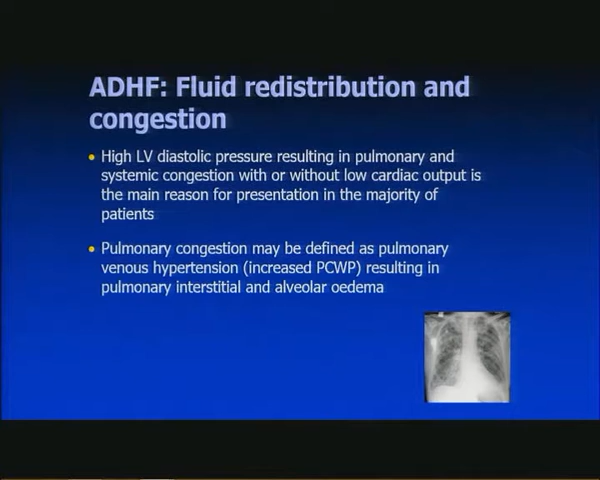 ADHF: Fluid redistribution and
congestion
• High LV diastolic pressure resulting in pulmonary and
systemic congestion with or without low cardiac output is
the main reason for presentation in the majority of
patients
• Pulmonary congestion may be defined as pulmonary
venous hypertension (increased PCWP) resulting in
pulmonary interstitial and alveolar oedema